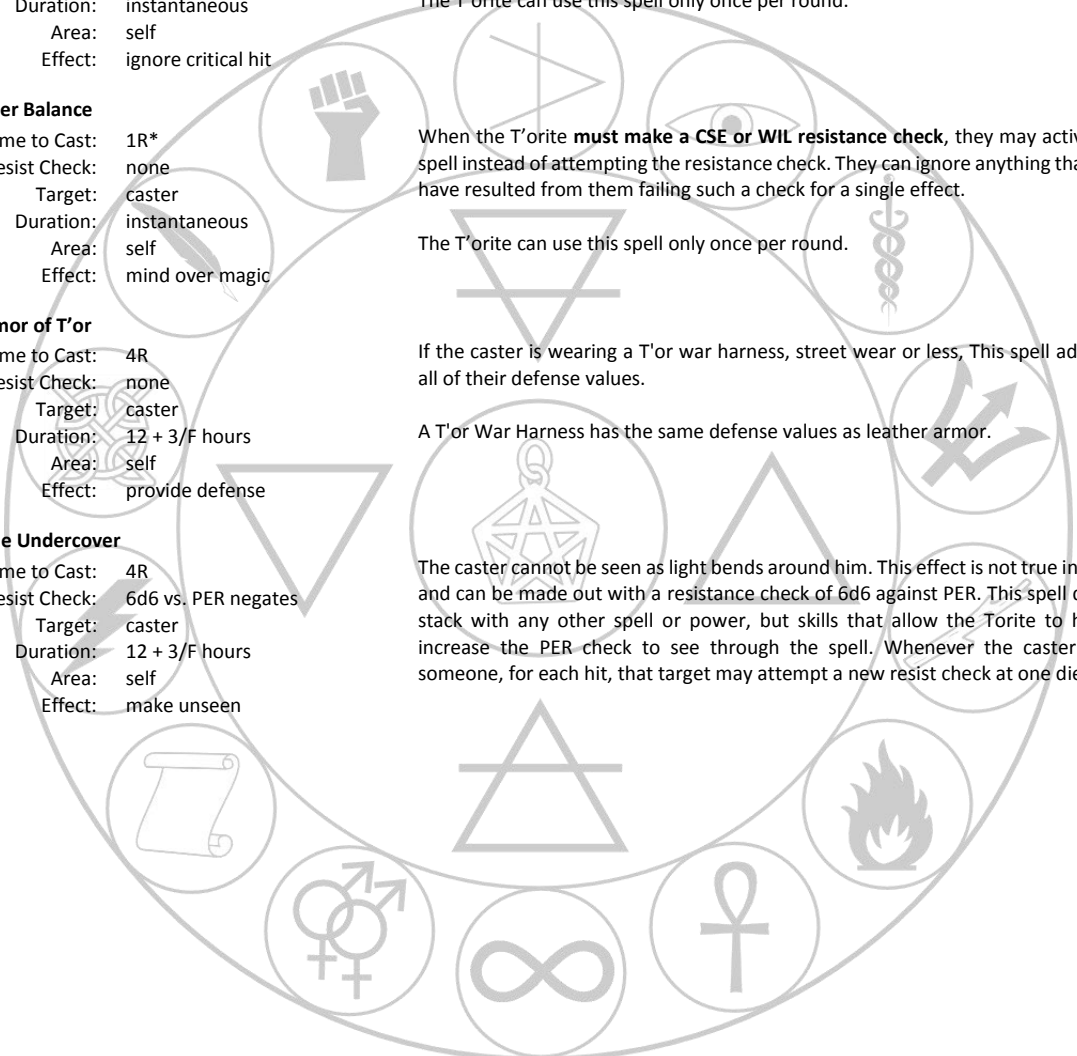 Duration: instantaneous
Area: self
Effect: ignore critical hit
The T'orite can use this spell only once per round.
er Balance
me to Cast: 1R*
esist Check: none
Target: caster
Duration: instantaneous
Area: self
Effect: mind over magic
When the T'orite must make a CSE or WIL resistance check, they may activ
spell instead of attempting the resistance check. They can ignore anything tha
have resulted from them failing such a check for a single effect.
The T'orite can use this spell only once per round.
mor of T'or
me to Cast: 4R
esist Check: none
Target: caster
Duration: 12 + 3/F hours
Area: self
Effect: provide defense
If the caster is wearing a T'or war harness, street wear or less, This spell ad
all of their defense values.
A T'or War Harness has the same defense values as leather armor.
e Undercover
me to Cast: 4R
esist Check: 6d6 vs. PER negates
Target: caster
Duration: 12 + 3/F hours
Area: self
Effect: make unseen
The caster cannot be seen as light bends around him. This effect is not true in
and can be made out with a resistance check of 6d6 against PER. This spell d
stack with any other spell or power, but skills that allow the Torite to h
increase the PER check to see through the spell. Whenever the caster
someone, for each hit, that target may attempt a new resist check at one die